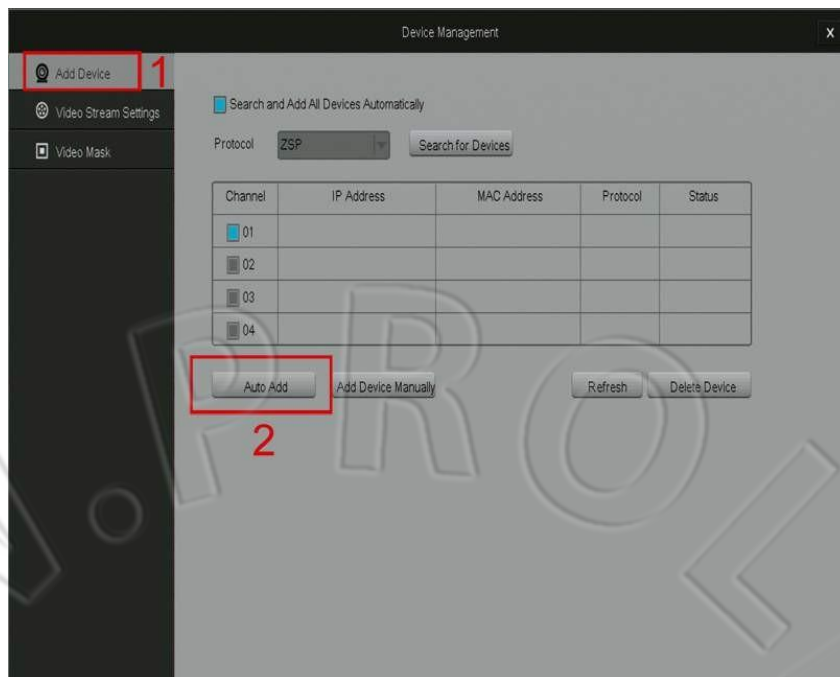 Device Management
X
Add Device
1
Video Stream Settings
Video Mask
Search and Add All Devices Automatically
Protocol ZSP Search for Devices
Channel IP Address MAC Address Protocol Status
01
02
03
04
Auto Add Add Device Manually Refresh Delete Device
2
.PROL